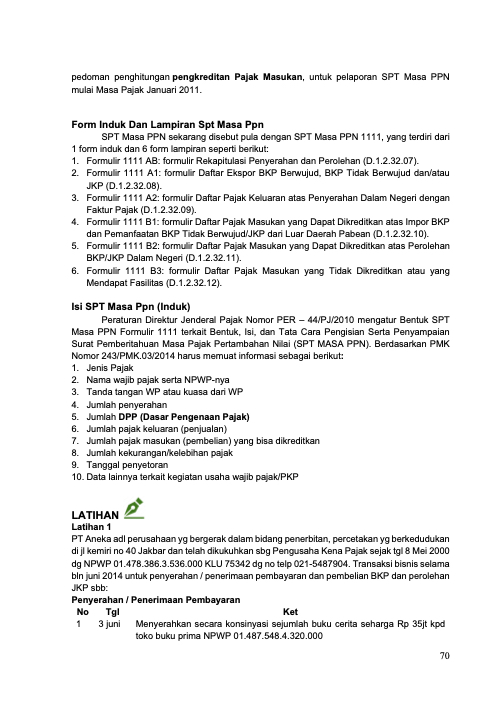 pedoman penghitungan pengkreditan Pajak Masukan, untuk pelaporan SPT Masa PPN
mulai Masa Pajak Januari 2011.
Form Induk Dan Lampiran Spt Masa Ppn
SPT Masa PPN sekarang disebut pula dengan SPT Masa PPN 1111, yang terdiri dari
1 form induk dan 6 form lampiran seperti berikut:
1. Formulir 1111 AB: formulir Rekapitulasi Penyerahan dan Perolehan (D.1.2.32.07).
2. Formulir 1111 A1: formulir Daftar Ekspor BKP Berwujud, BKP Tidak Berwujud dan/atau
JKP (D.1.2.32.08).
3. Formulir 1111 A2: formulir Daftar Pajak Keluaran atas Penyerahan Dalam Negeri dengan
Faktur Pajak (D.1.2.32.09).
4. Formulir 1111 B1: formulir Daftar Pajak Masukan yang Dapat Dikreditkan atas Impor BKP
dan Pemanfaatan BKP Tidak Berwujud/JKP dari Luar Daerah Pabean (D.1.2.32.10).
5. Formulir 1111 B2: formulir Daftar Pajak Masukan yang Dapat Dikreditkan atas Perolehan
BKP/JKP Dalam Negeri (D.1.2.32.11).
6. Formulir 1111 B3: formulir Daftar Pajak Masukan yang Tidak Dikreditkan atau yang
Mendapat Fasilitas (D.1.2.32.12).
Isi SPT Masa Ppn (Induk)
Peraturan Direktur Jenderal Pajak Nomor PER – 44/PJ/2010 mengatur Bentuk SPT
Masa PPN Formulir 1111 terkait Bentuk, Isi, dan Tata Cara Pengisian Serta Penyampaian
Surat Pemberitahuan Masa Pajak Pertambahan Nilai (SPT MASA PPN). Berdasarkan PMK
Nomor 243/PMK.03/2014 harus memuat informasi sebagai berikut:
1. Jenis Pajak
2. Nama wajib pajak serta NPWP-nya
3. Tanda tangan WP atau kuasa dari WP
4. Jumlah penyerahan
5. Jumlah DPP (Dasar Pengenaan Pajak)
6. Jumlah pajak keluaran (penjualan)
7. Jumlah pajak masukan (pembelian) yang bisa dikreditkan
8. Jumlah kekurangan/kelebihan pajak
9. Tanggal penyetoran
10. Data lainnya terkait kegiatan usaha wajib pajak/PKP
LATIHAN
Latihan 1
PT Aneka adl perusahaan yg bergerak dalam bidang penerbitan, percetakan yg berkedudukan
di jl kemiri no 40 Jakbar dan telah dikukuhkan sbg Pengusaha Kena Pajak sejak tgl 8 Mei 2000
dg NPWP 01.478.386.3.536.000 KLU 75342 dg no telp 021-5487904. Transaksi bisnis selama
bln juni 2014 untuk penyerahan / penerimaan pembayaran dan pembelian BKP dan perolehan
JKP sbb:
Penyerahan / Penerimaan Pembayaran
No Tgl Ket
1 3 juni Menyerahkan secara konsinyasi sejumlah buku cerita seharga Rp 35jt kpd
toko buku prima NPWP 01.487.548.4.320.000
70